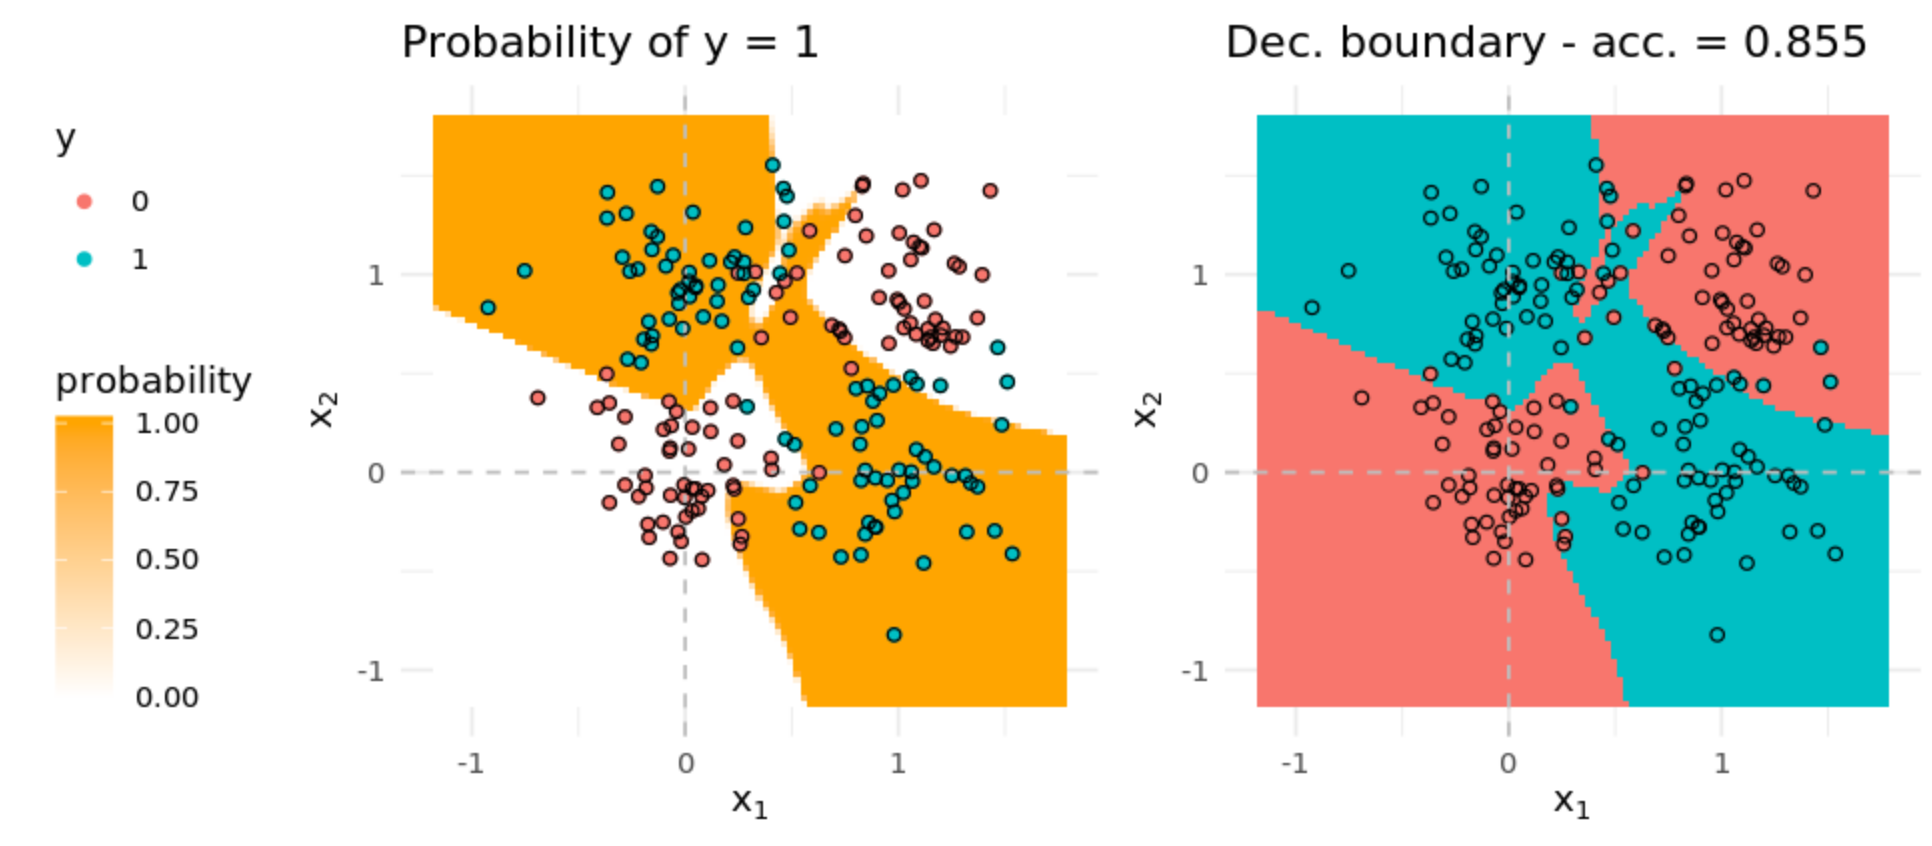 Probability of y = 1
Dec. boundary - acc. = 0.855
y
0
1
probability
1.00
0.75
0.50
0.25
0.00
x₂
1
0
-1
-1
0
1
x₁
x₂
1
0
-1
-1
0
1
x₁